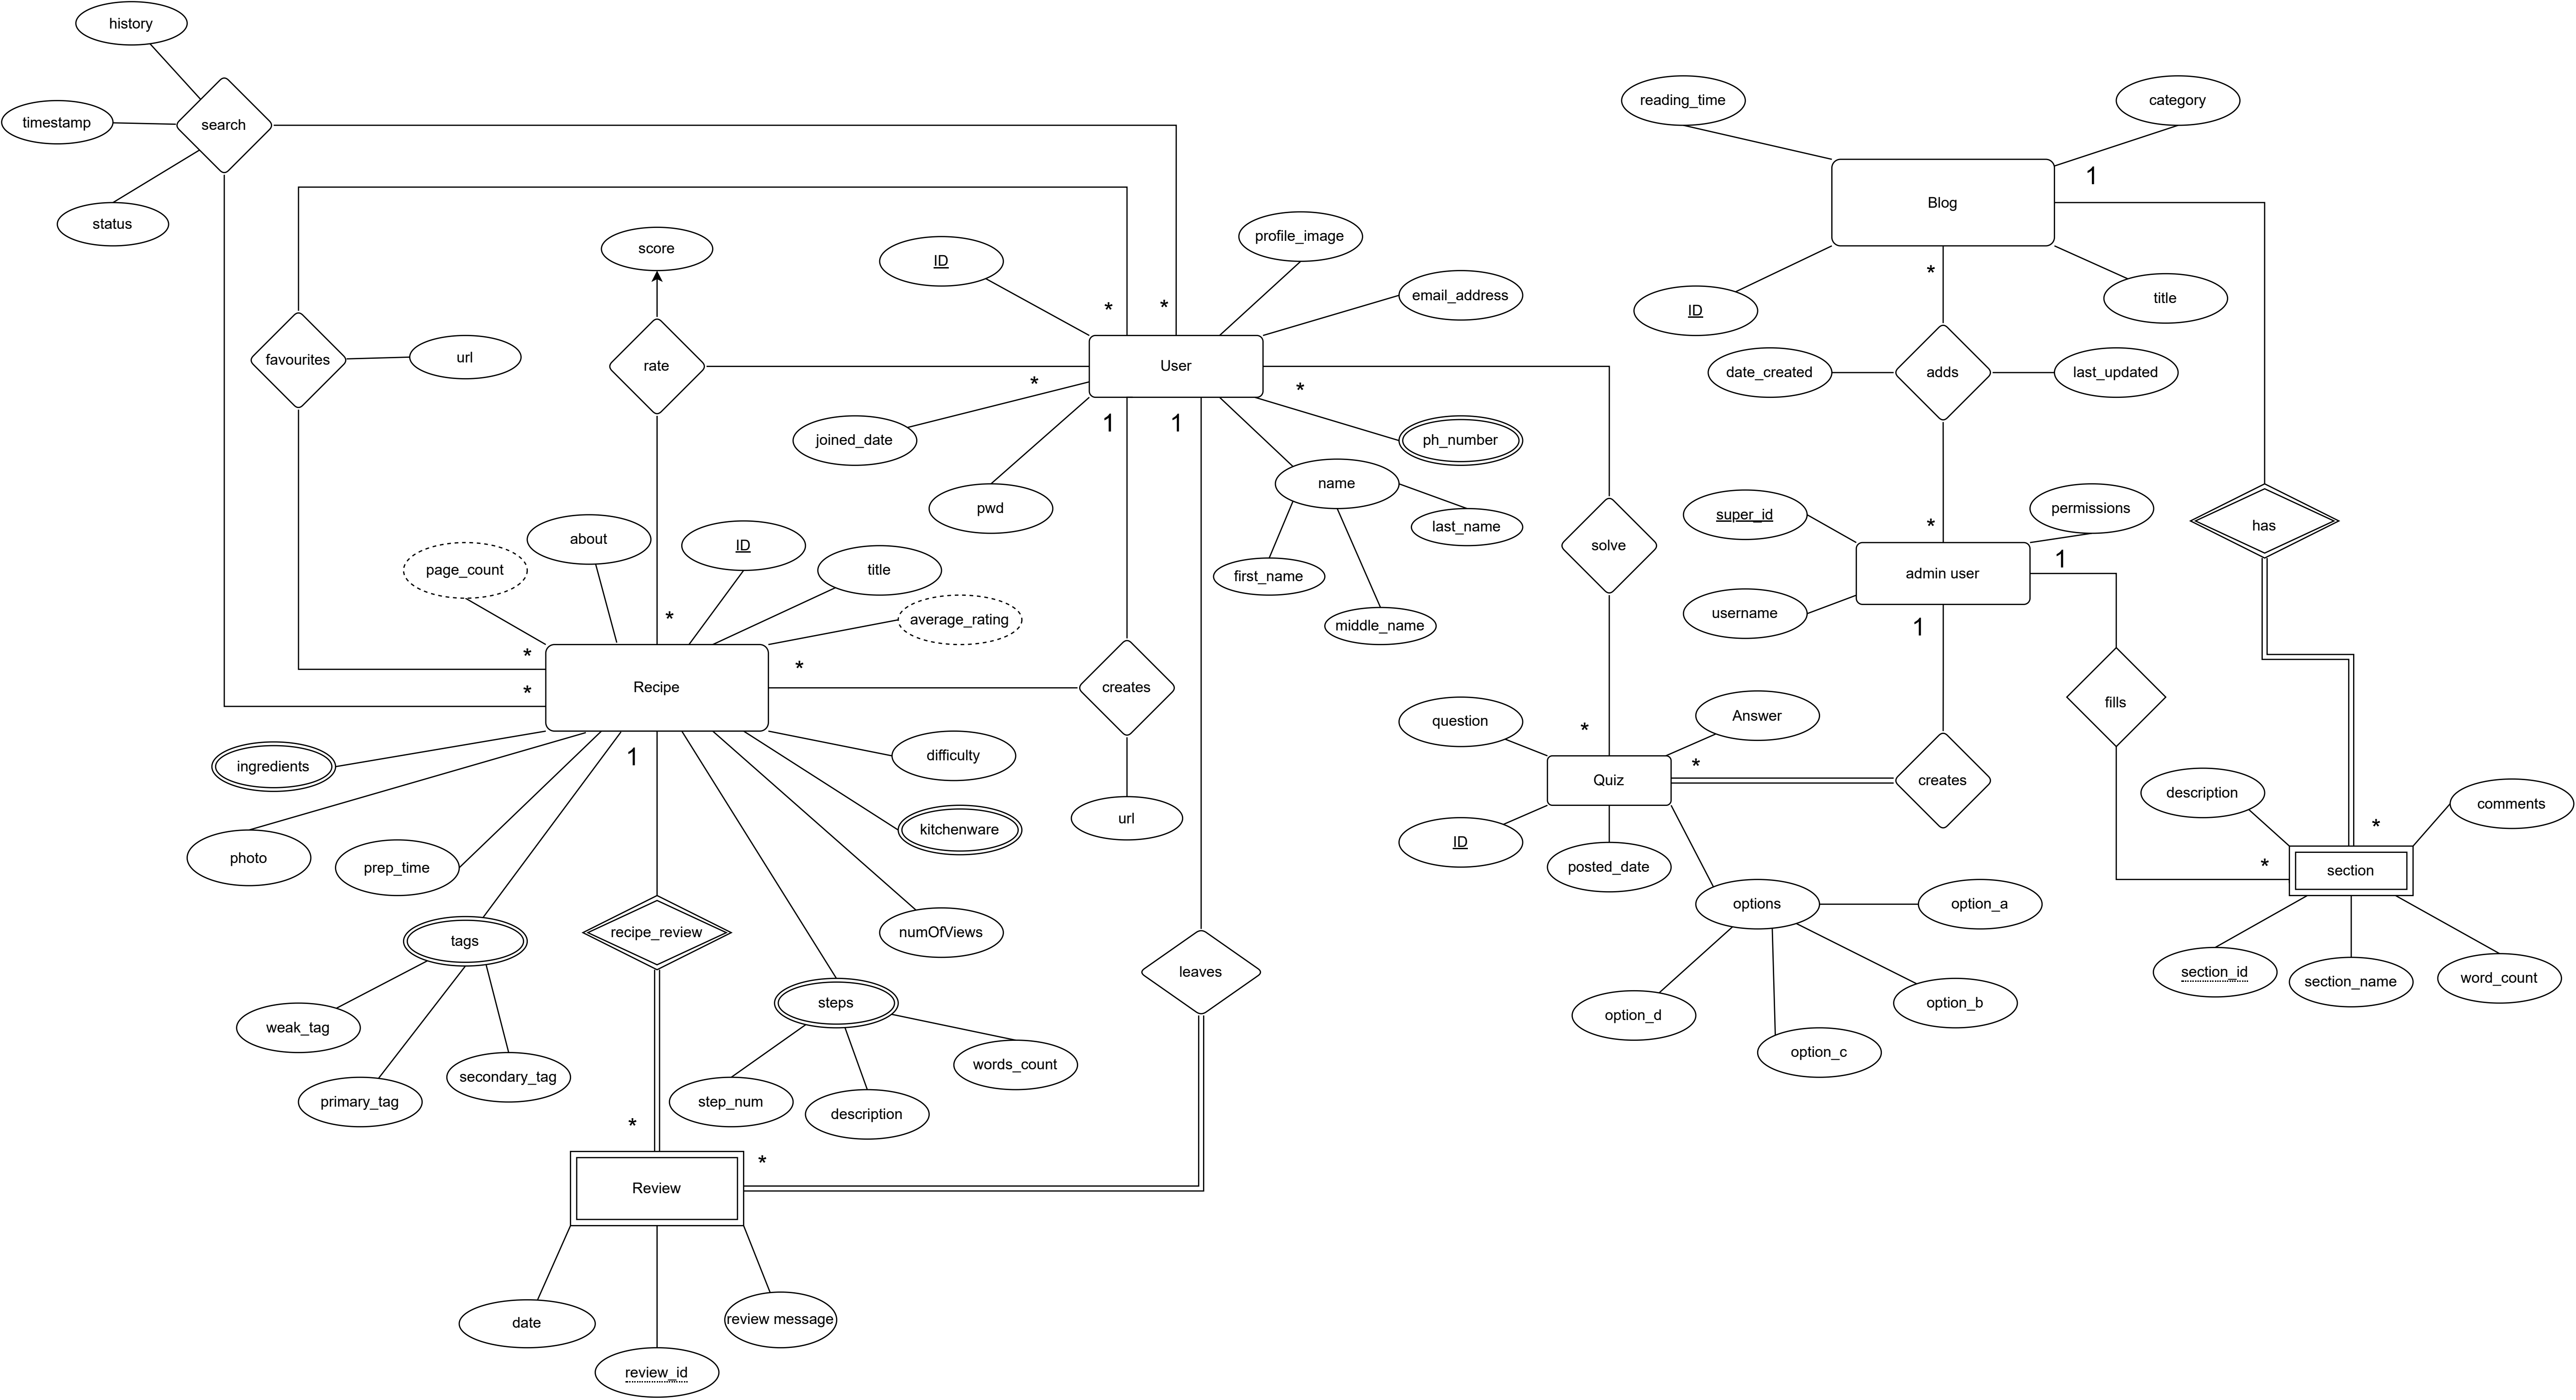 history
timestamp
search
status
score
ID
profile_image
email_address
reading_time
category
1
Blog
ID
title
*
*
*
favourites
url
rate
User
*
*
joined_date
1
1
ph_number
pwd
name
last_name
first_name
middle_name
date_created
adds
last_updated
*
super_id
permissions
1
admin user
username
1
has
solve
about
ID
page_count
title
average_rating
*
*
*
*
Recipe
creates
fills
question
Answer
*
*
Quiz
creates
ID
posted_date
options
option_a
option_b
option_c
option_d
description
comments
*
*
section
section_id
section_name
word_count
ingredients
1
difficulty
photo
prep_time
kitchenware
url
tags
recipe_review
numOfViews
leaves
weak_tag
primary_tag
secondary_tag
steps
step_num
description
words_count
*
*
Review
date
review message
review_id